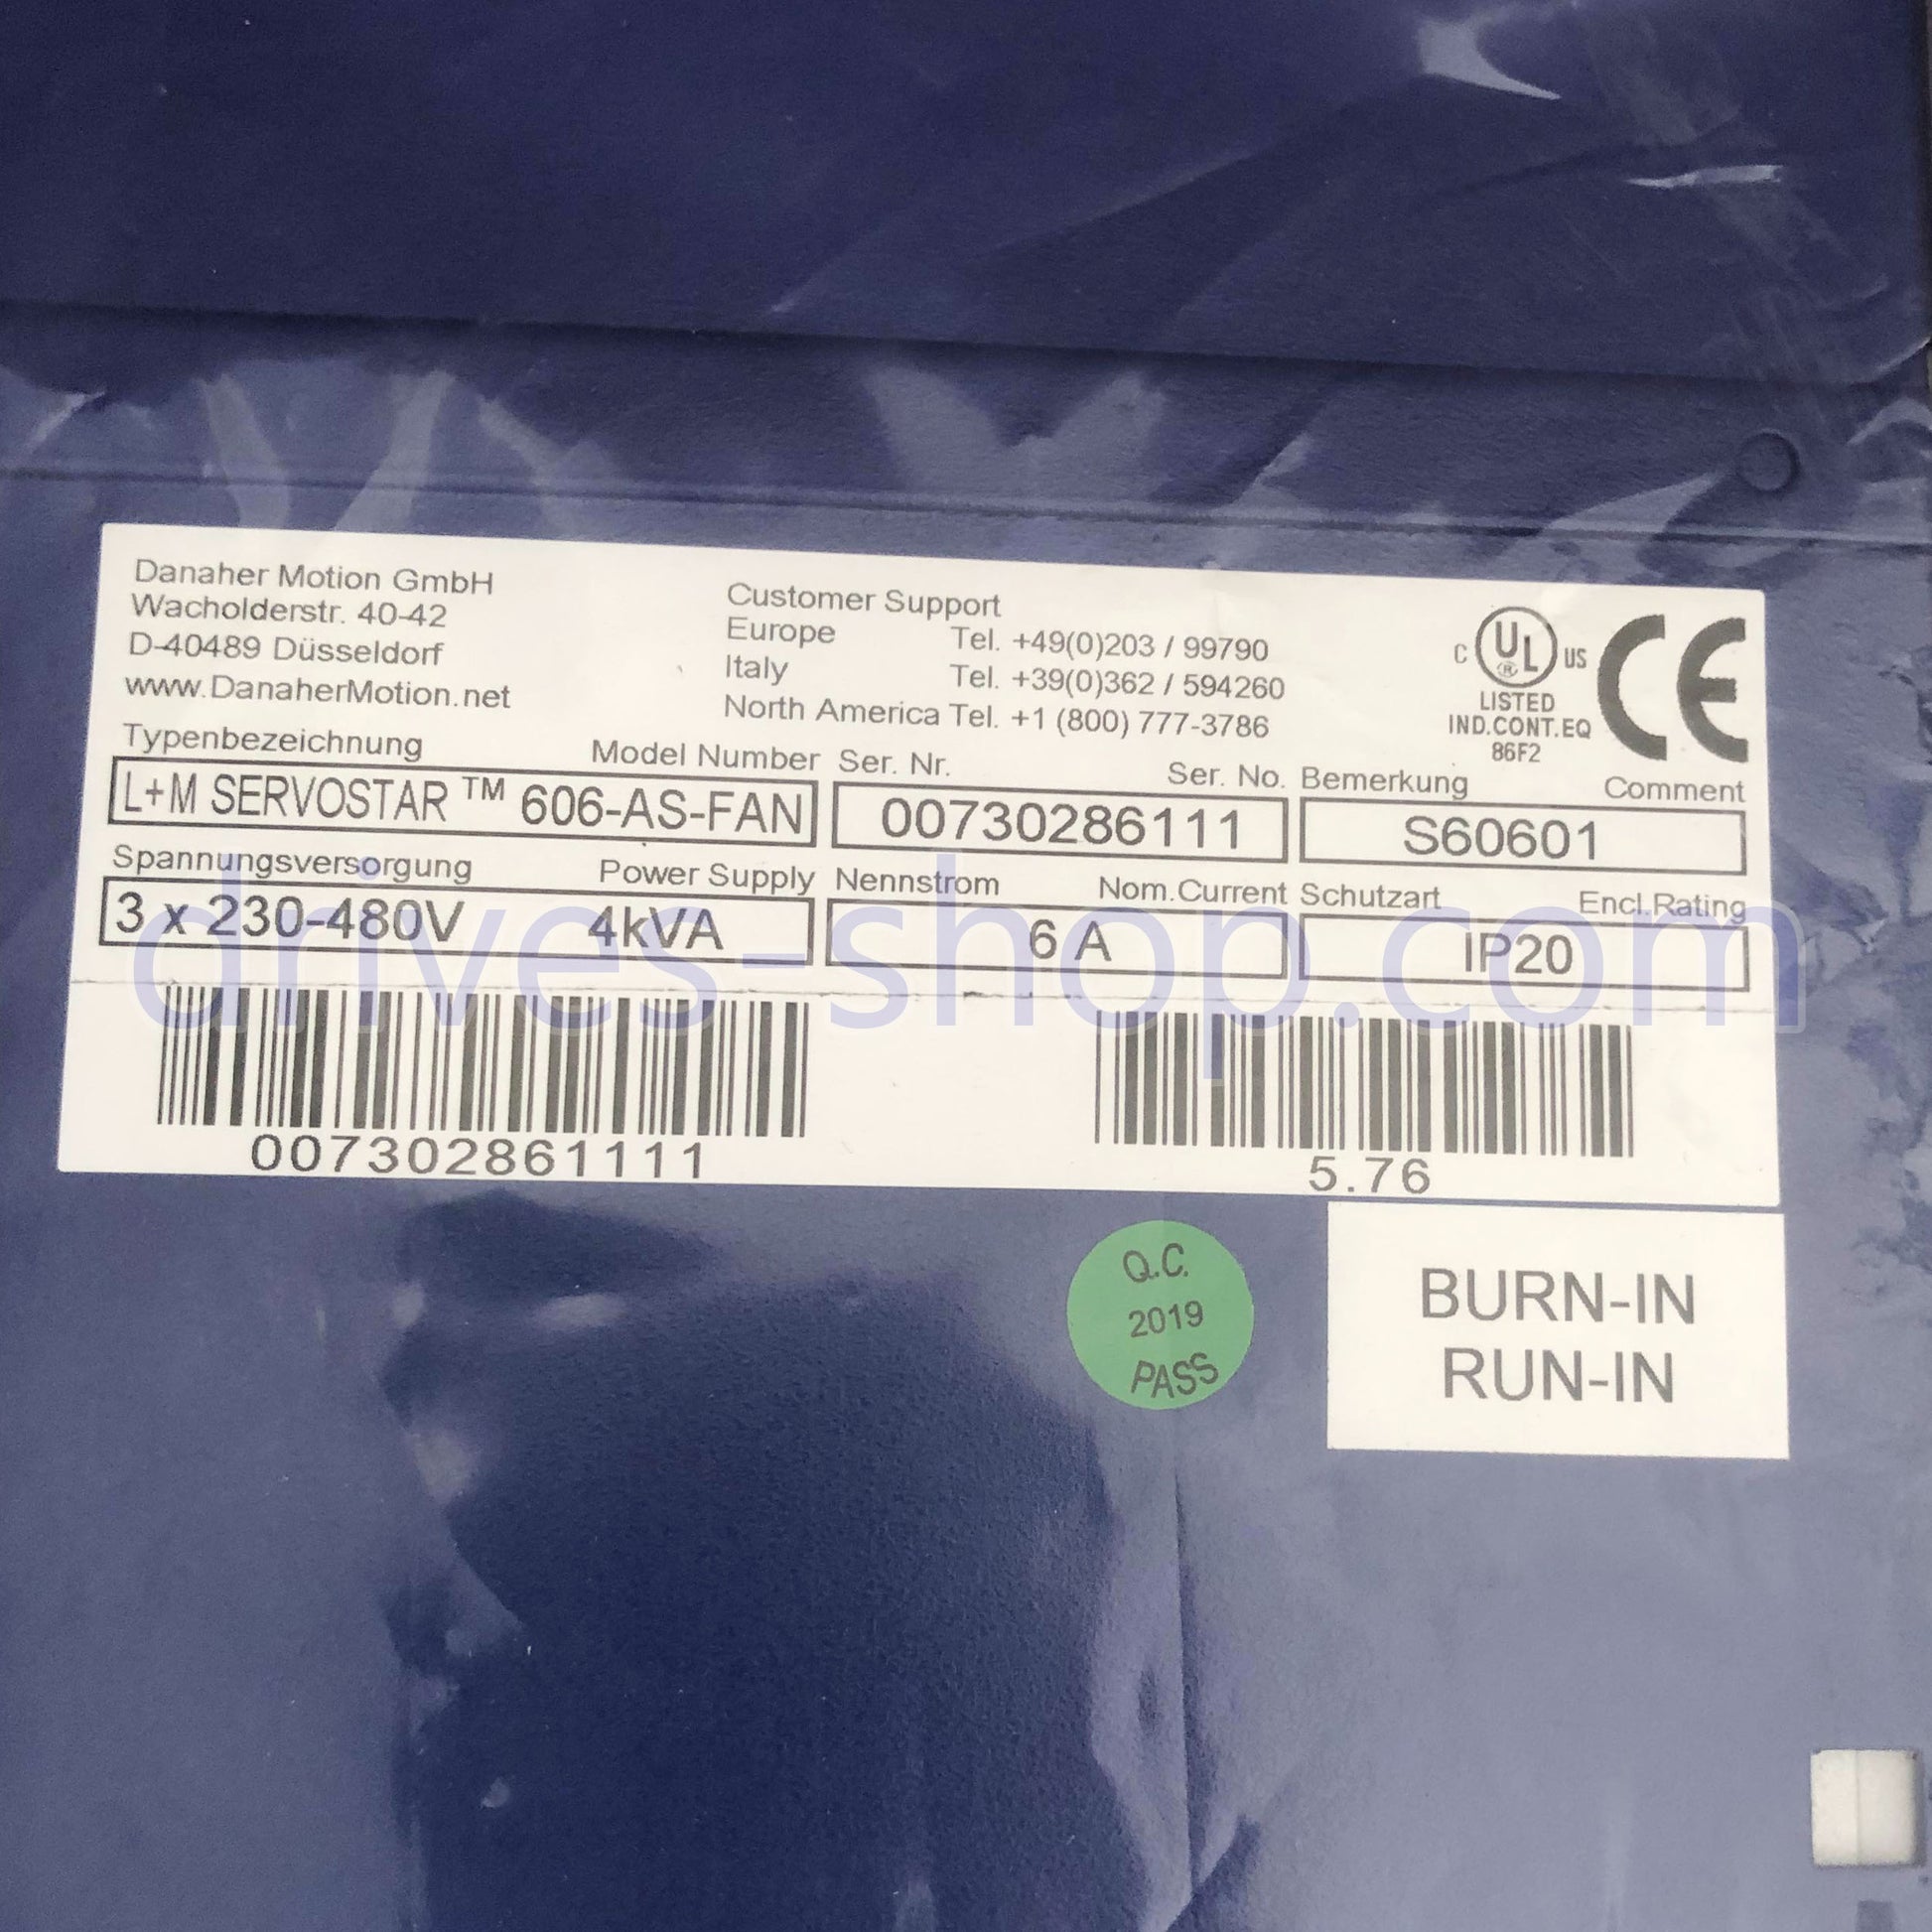 Danaher Motion GmbH
Wacholderstr. 40-42
D-40489 Düsseldorf
www.DanaherMotion.net
Customer Support
Europe Tel. +49(0)203 / 99790
Italy Tel. +39(0)362 / 594260
North America Tel. +1 (800) 777-3786
C UL ® US
LISTED
IND.CONT.EQ
86F2
CE
Typenbezeichnung Model Number Ser. Nr. Ser. No. Bemerkung Comment
L+M SERVOSTAR ™ 606-AS-FAN 00730286111 S60601
Spannungsversorgung Power Supply Nennstrom Nom.Current Schutzart Encl.Rating
3 x 230-480V 4kVA 6 A IP20
drives-shop.com
007302861111 5.76
Q.C.
2019
PASS
BURN-IN
RUN-IN